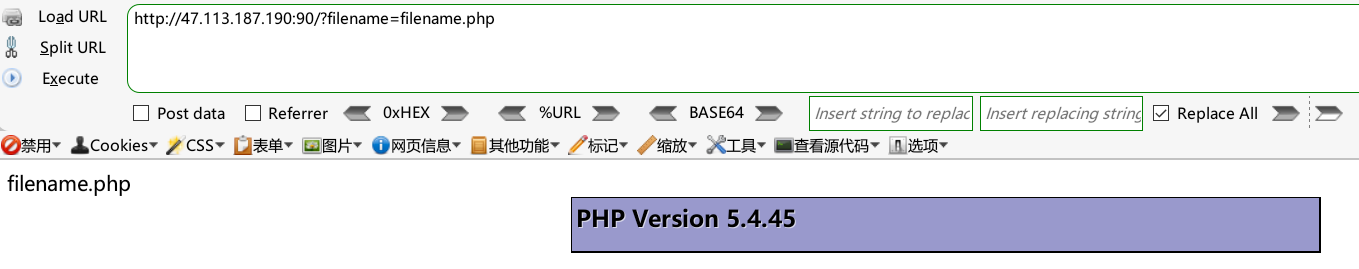 Load URL
http://47.113.187.190:90/?filename=filename.php
Split URL
Execute
Post data Referrer 0xHEX %URL BASE64 Insert string to replac Insert replacing string Replace All
禁用 Cookies CSS 表单 图片 网页信息 其他功能 标记 缩放 工具 查看源代码 选项
filename.php
PHP Version 5.4.45